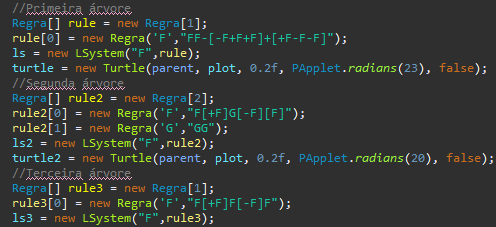 //Primeira árvore
Regra[] rule = new Regra[1];
rule[0] = new Regra('F',"FF-[-F+F+F]+[+F-F-F]");
ls = new LSystem("F",rule);
turtle = new Turtle(parent, plot, 0.2f, PApplet.radians(23), false);
//Segunda árvore
Regra[] rule2 = new Regra[2];
rule2[0] = new Regra('F',"F[+F]G[-F][F]");
rule2[1] = new Regra('G',"GG");
ls2 = new LSystem("F",rule2);
turtle2 = new Turtle(parent, plot, 0.2f, PApplet.radians(20), false);
//Terceira árvore
Regra[] rule3 = new Regra[1];
rule3[0] = new Regra('F',"F[+F]F[-F]F");
ls3 = new LSystem("F",rule3);